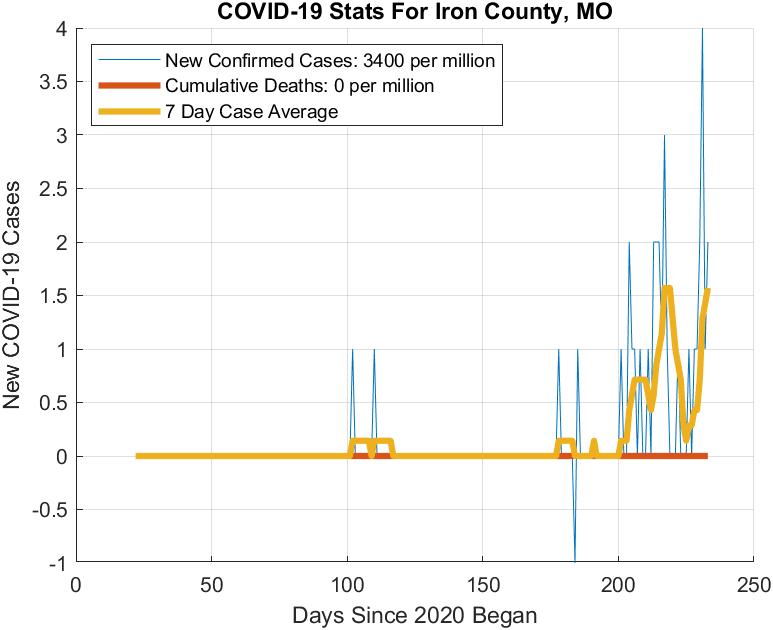 COVID-19 Stats For Iron County, MO
New Confirmed Cases: 3400 per million
Cumulative Deaths: 0 per million
7 Day Case Average
New COVID-19 Cases
4
3.5
3
2.5
2
1.5
1
0.5
0
-0.5
-1
0 50 100 150 200 250
Days Since 2020 Began